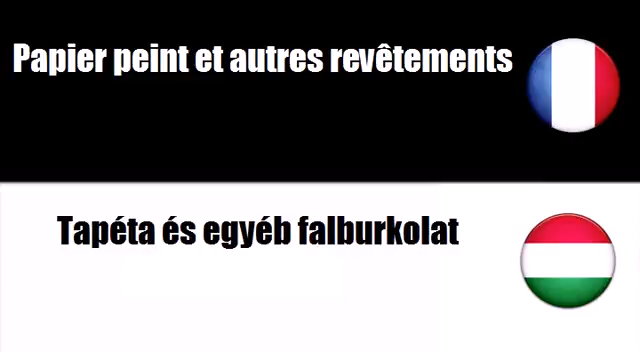 Papier peint et autres revêtements
Tapéta és egyéb falburkolat